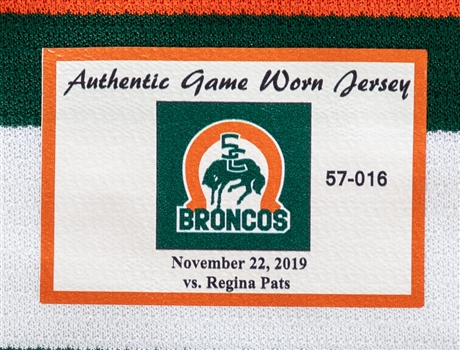 Authentic Game Worn Jersey
SC
BRONCOS
57-016
November 22, 2019
vs. Regina Pats